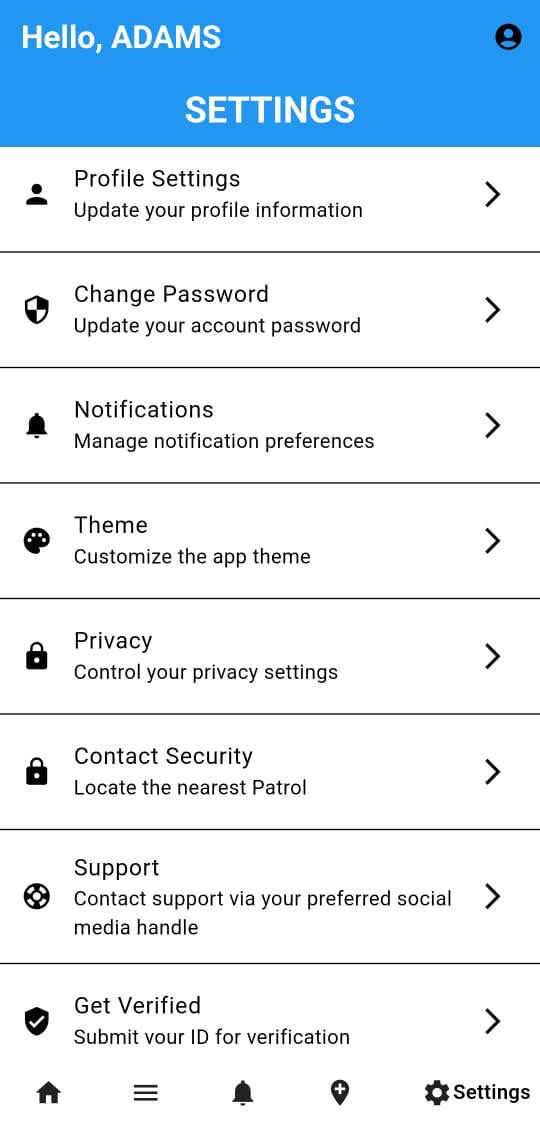 Hello, ADAMS
SETTINGS
Profile Settings
Update your profile information
Change Password
Update your account password
Notifications
Manage notification preferences
Theme
Customize the app theme
Privacy
Control your privacy settings
Contact Security
Locate the nearest Patrol
Support
Contact support via your preferred social
media handle
Get Verified
Submit your ID for verification
Settings